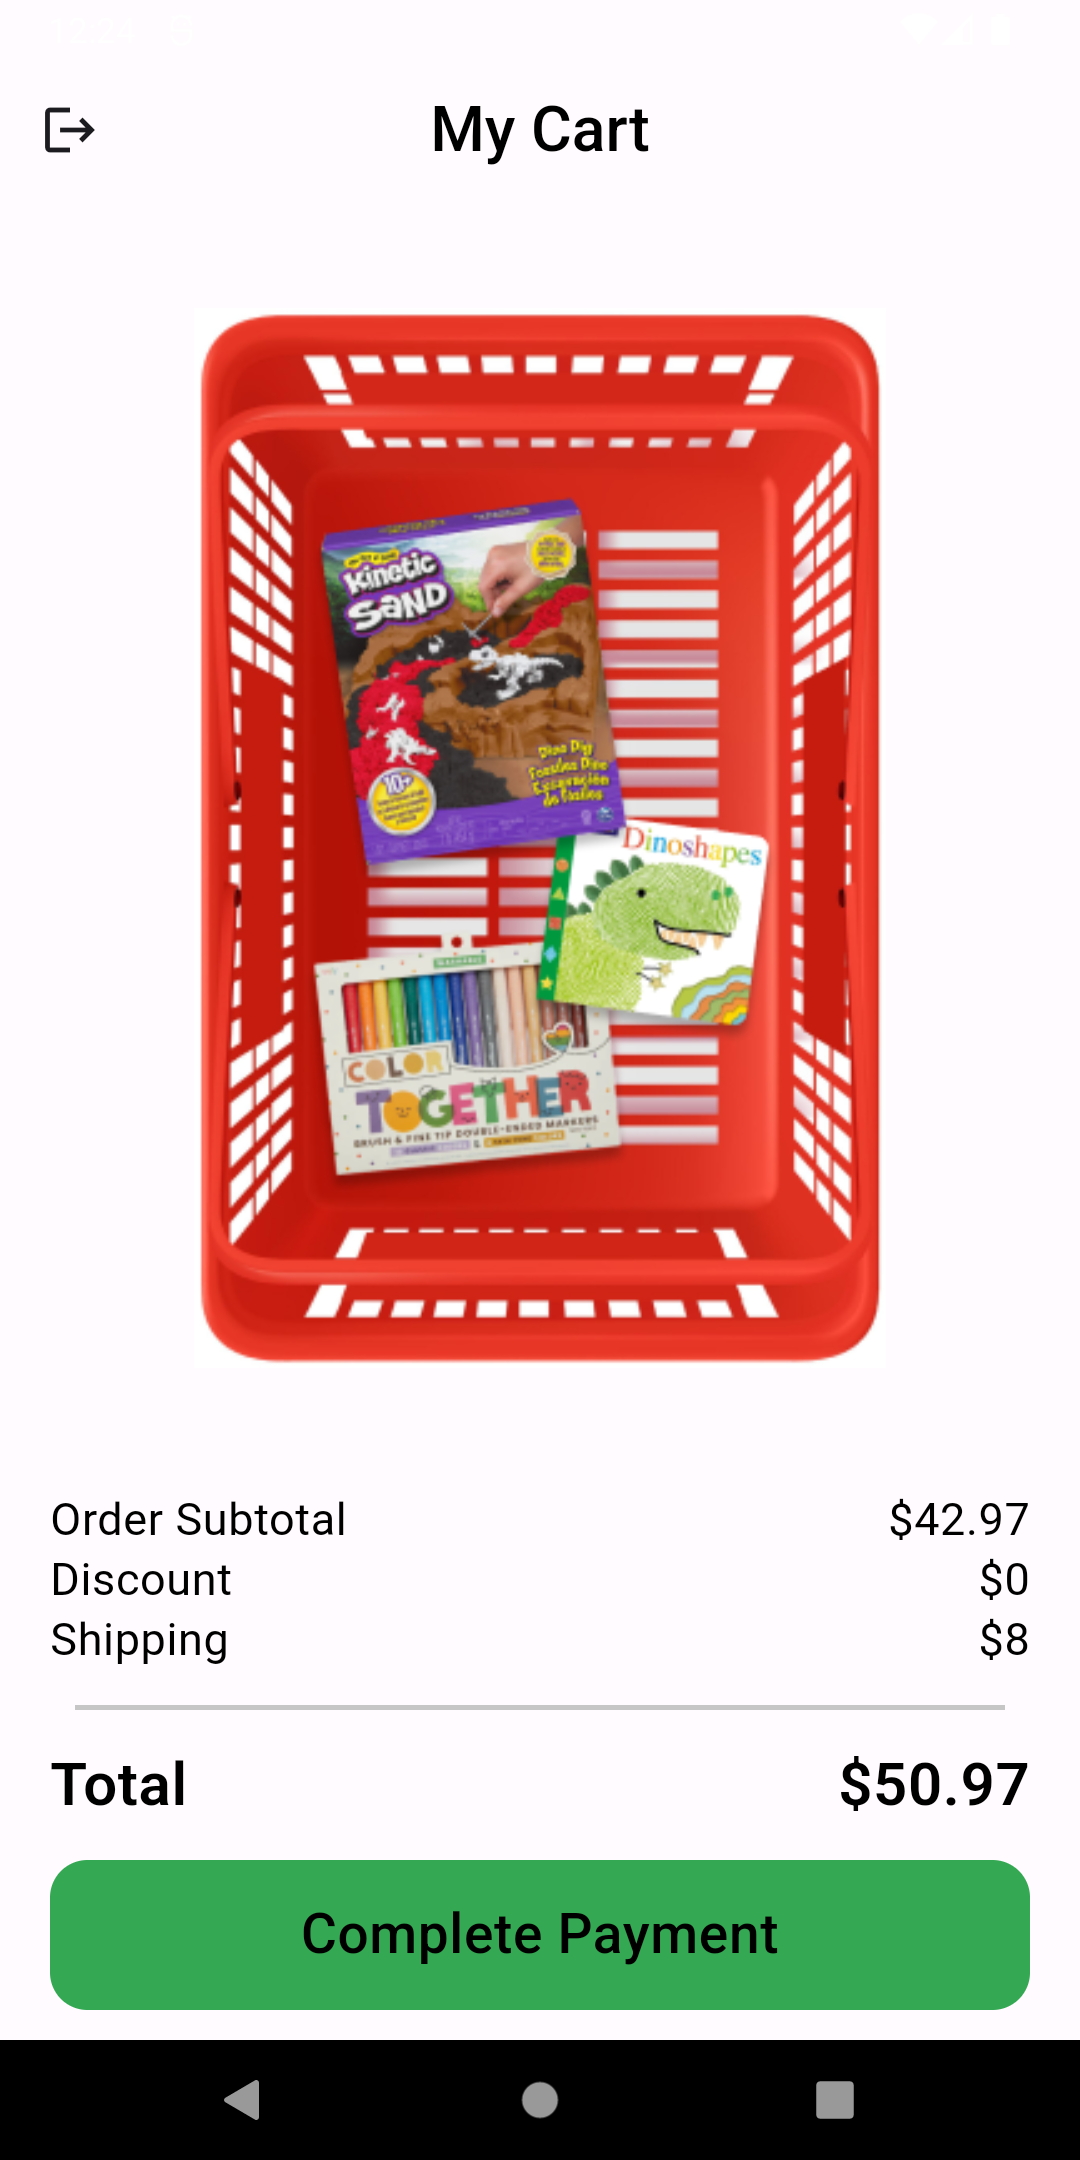 My Cart
Kinetic
SAND
10+
Dino Dig
Dinoshapes
COLOR
TOGETHER
BRUSH & FINE TIP DOUBLE-ENDED MARKERS
Order Subtotal $42.97
Discount $0
Shipping $8
Total $50.97
Complete Payment